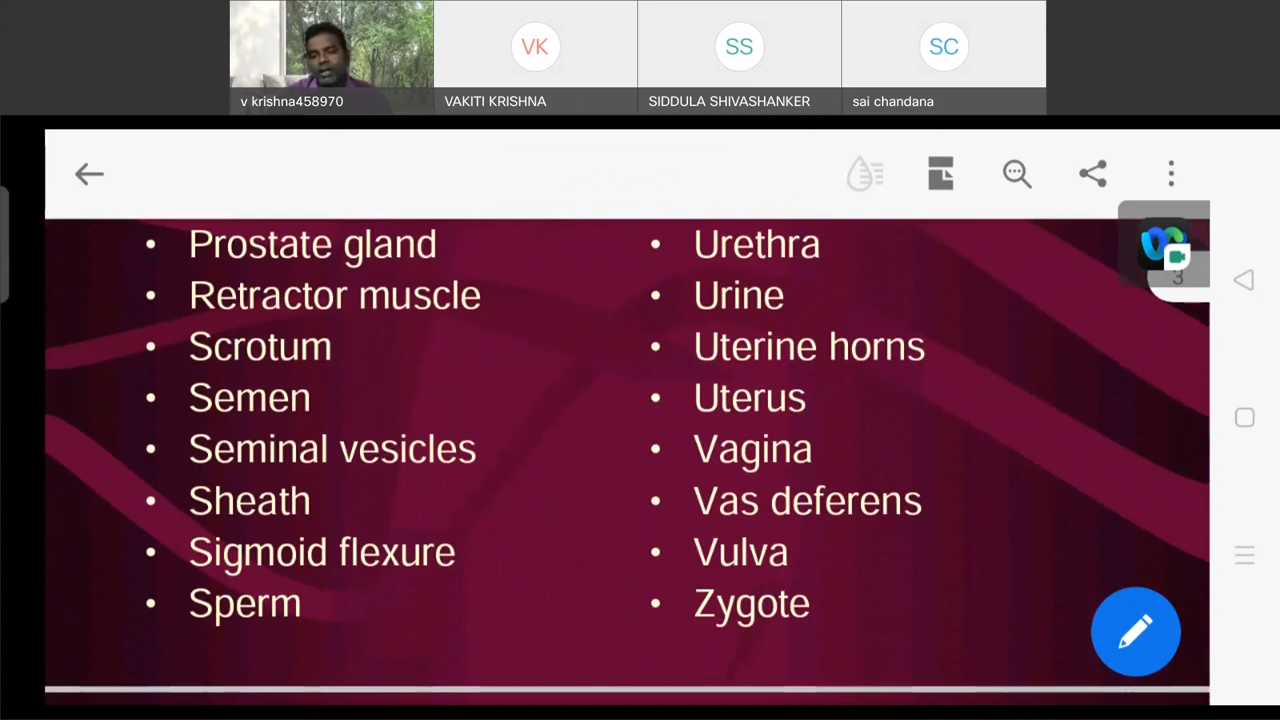 VK
SS
SC
v krishna458970
VAKITI KRISHNA
SIDDULA SHIVASHANKER
sai chandana
3
• Prostate gland
• Retractor muscle
• Scrotum
• Semen
• Seminal vesicles
• Sheath
• Sigmoid flexure
• Sperm
• Urethra
• Urine
• Uterine horns
• Uterus
• Vagina
• Vas deferens
• Vulva
• Zygote